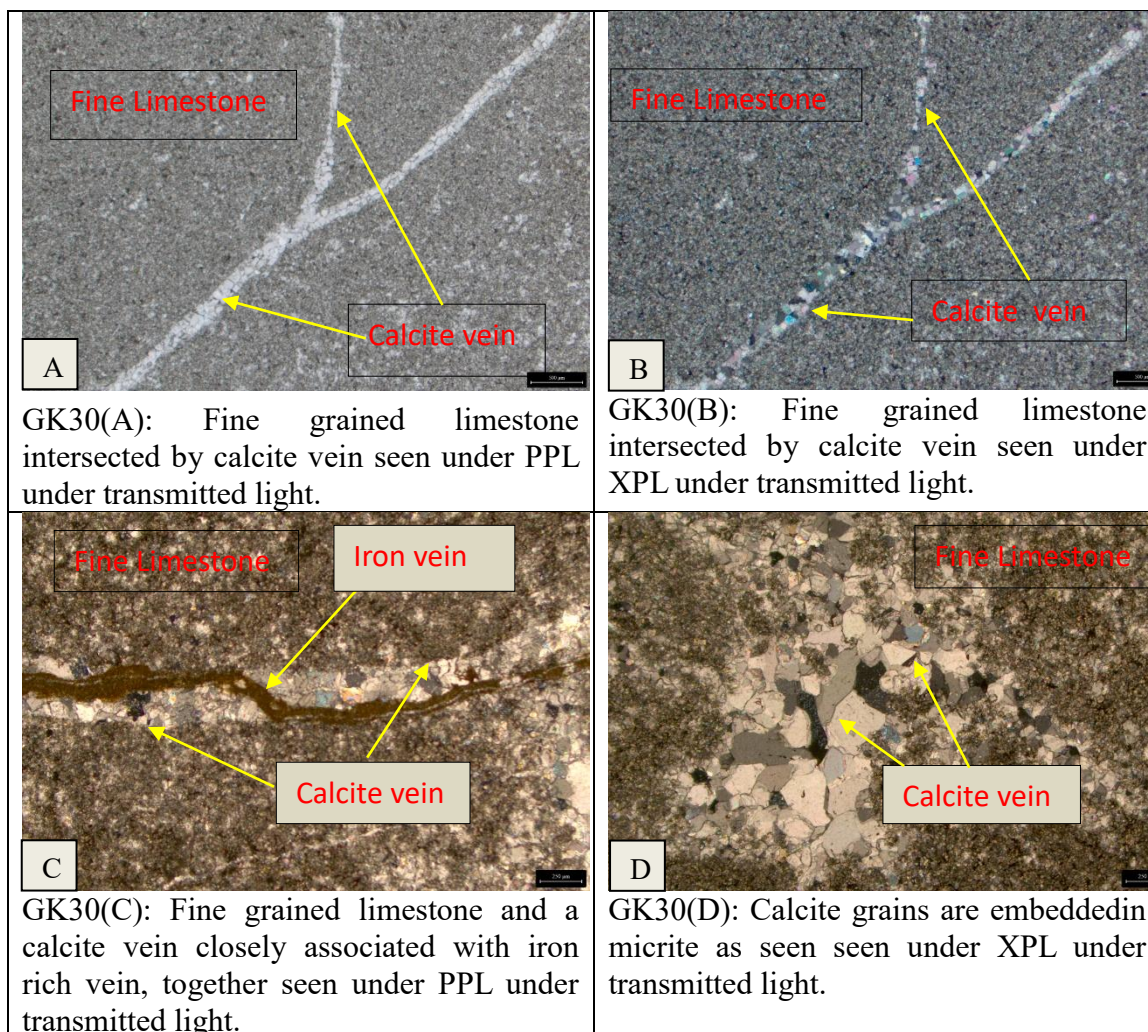 Fine Limestone
Calcite vein
A
500 µm
GK30(A): Fine grained limestone
intersected by calcite vein seen under PPL
under transmitted light.
Fine Limestone
Calcite vein
B
GK30(B): Fine grained limestone
intersected by calcite vein seen under
XPL under transmitted light.
Fine Limestone
Iron vein
Calcite vein
C
250 µm
GK30(C): Fine grained limestone and a
calcite vein closely associated with iron
rich vein, together seen under PPL under
transmitted light.
Fine Limestone
Calcite vein
D
GK30(D): Calcite grains are embeddedin
micrite as seen seen under XPL under
transmitted light.